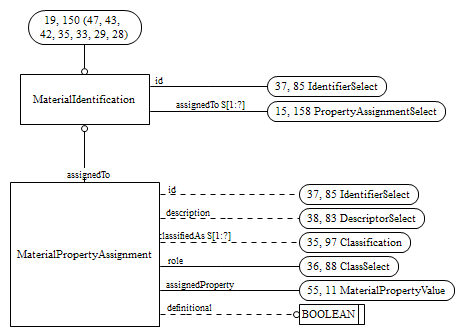 19, 150 (47, 43,
42, 35, 33, 29, 28)
id
37, 85 IdentifierSelect
MaterialIdentification
assignedTo S[1:?]
15, 158 PropertyAssignmentSelect
assignedTo
id
37, 85 IdentifierSelect
description
38, 83 DescriptorSelect
classifiedAs S[1:?]
35, 97 Classification
MaterialPropertyAssignment
role
36, 88 ClassSelect
assignedProperty
55, 11 MaterialPropertyValue
definitional
BOOLEAN